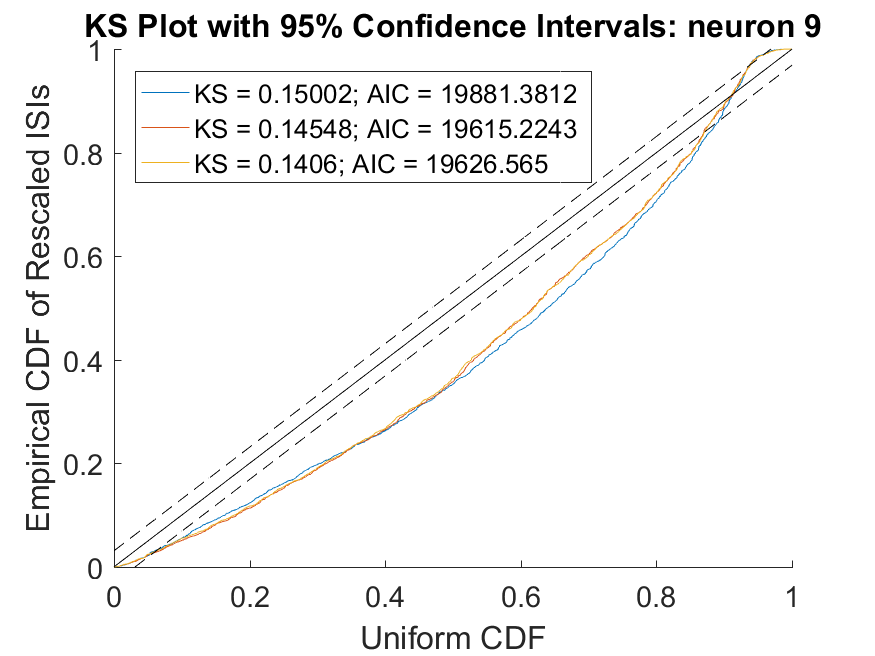 KS Plot with 95% Confidence Intervals: neuron 9
KS = 0.15002; AIC = 19881.3812
KS = 0.14548; AIC = 19615.2243
KS = 0.1406; AIC = 19626.565
Empirical CDF of Rescaled ISIs
1
0.8
0.6
0.4
0.2
0
0 0.2 0.4 0.6 0.8 1
Uniform CDF